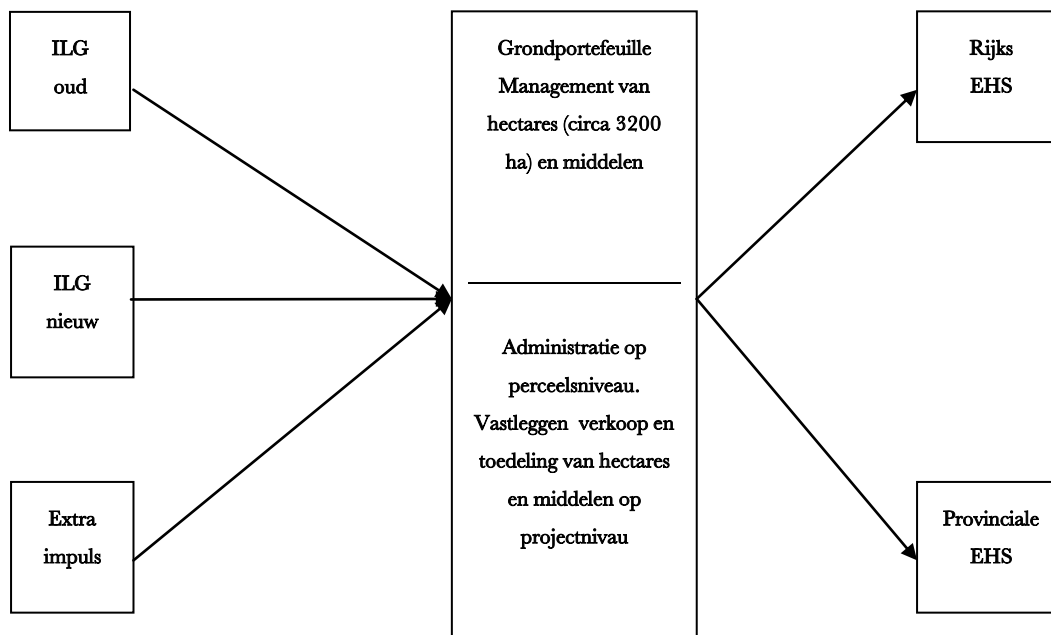 ILG
oud
ILG
nieuw
Extra
impuls
Grondportefeuille
Management van
hectares (circa 3200
ha) en middelen
Administratie op
perceelsniveau.
Vastleggen verkoop en
toedeling van hectares
en middelen op
projectnivau
Rijks
EHS
Provinciale
EHS